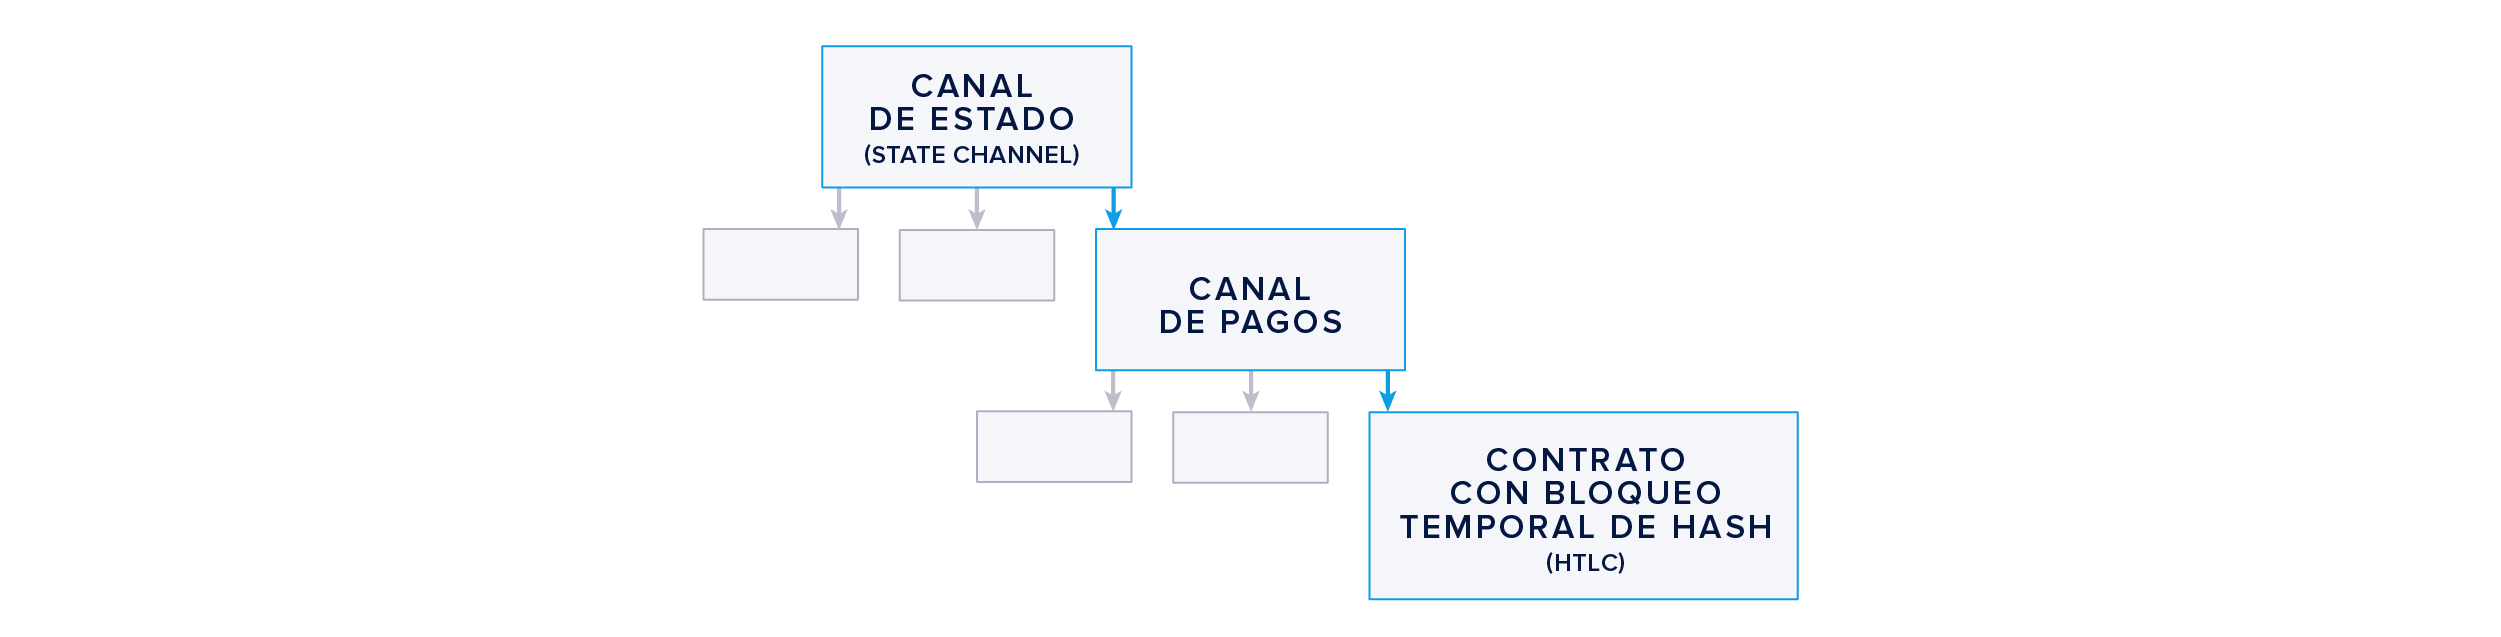 CANAL
DE ESTADO
(STATE CHANNEL)
CANAL
DE PAGOS
CONTRATO
CON BLOQUEO
TEMPORAL DE HASH
(HTLC)